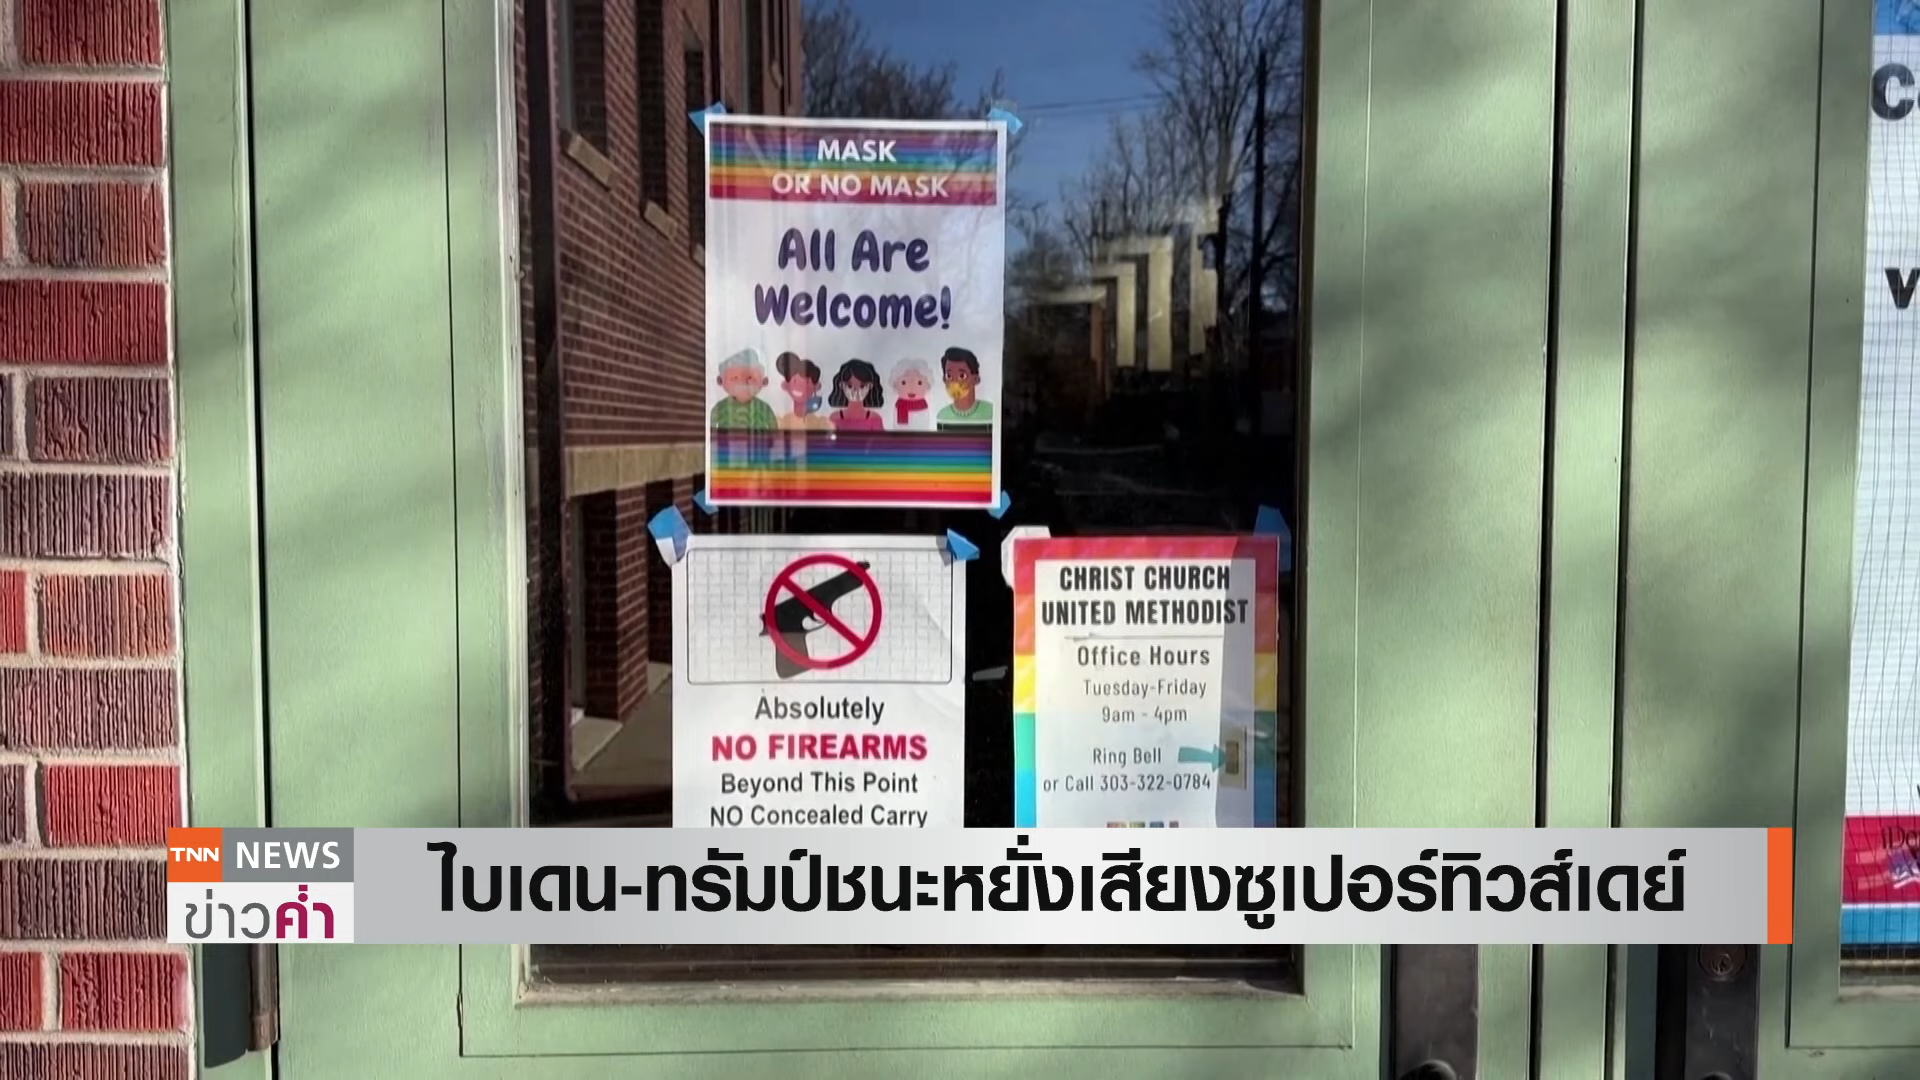 MASK
OR NO MASK
All Are
Welcome!
Absolutely
NO FIREARMS
Beyond This Point
NO Concealed Carry
CHRIST CHURCH
UNITED METHODIST
Office Hours
Tuesday-Friday
9am - 4pm
Ring Bell
or Call 303-322-0784
TNN NEWS
ข่าวค่ำ
ไบเดน-ทรัมป์ชนะหยั่งเสียงซูเปอร์ทิวส์เดย์